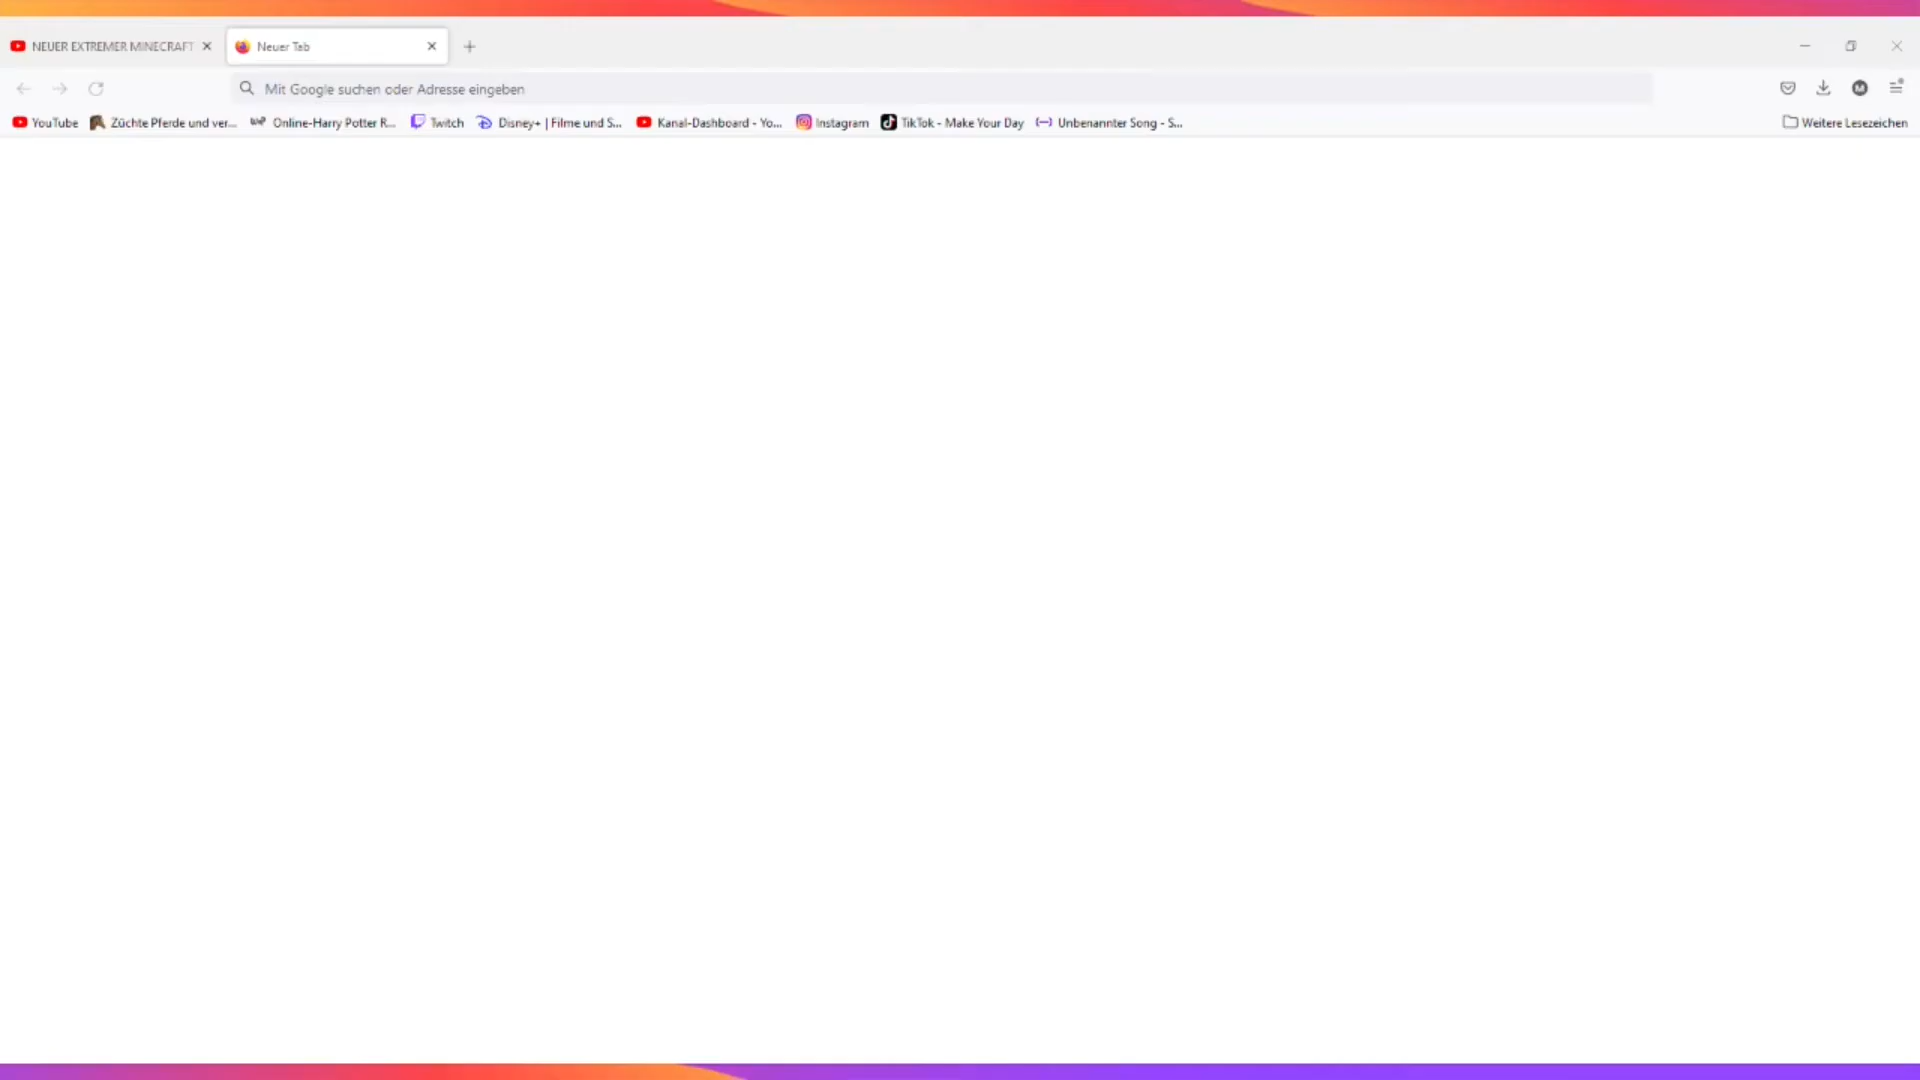 NEUER EXTREMER MINECRAFT
Neuer Tab
Mit Google suchen oder Adresse eingeben
YouTube Züchte Pferde und ver... Online-Harry Potter R... Twitch Disney+ | Filme und S... Kanal-Dashboard - Yo... Instagram TikTok - Make Your Day Unbenannter Song - S... Weitere Lesezeichen